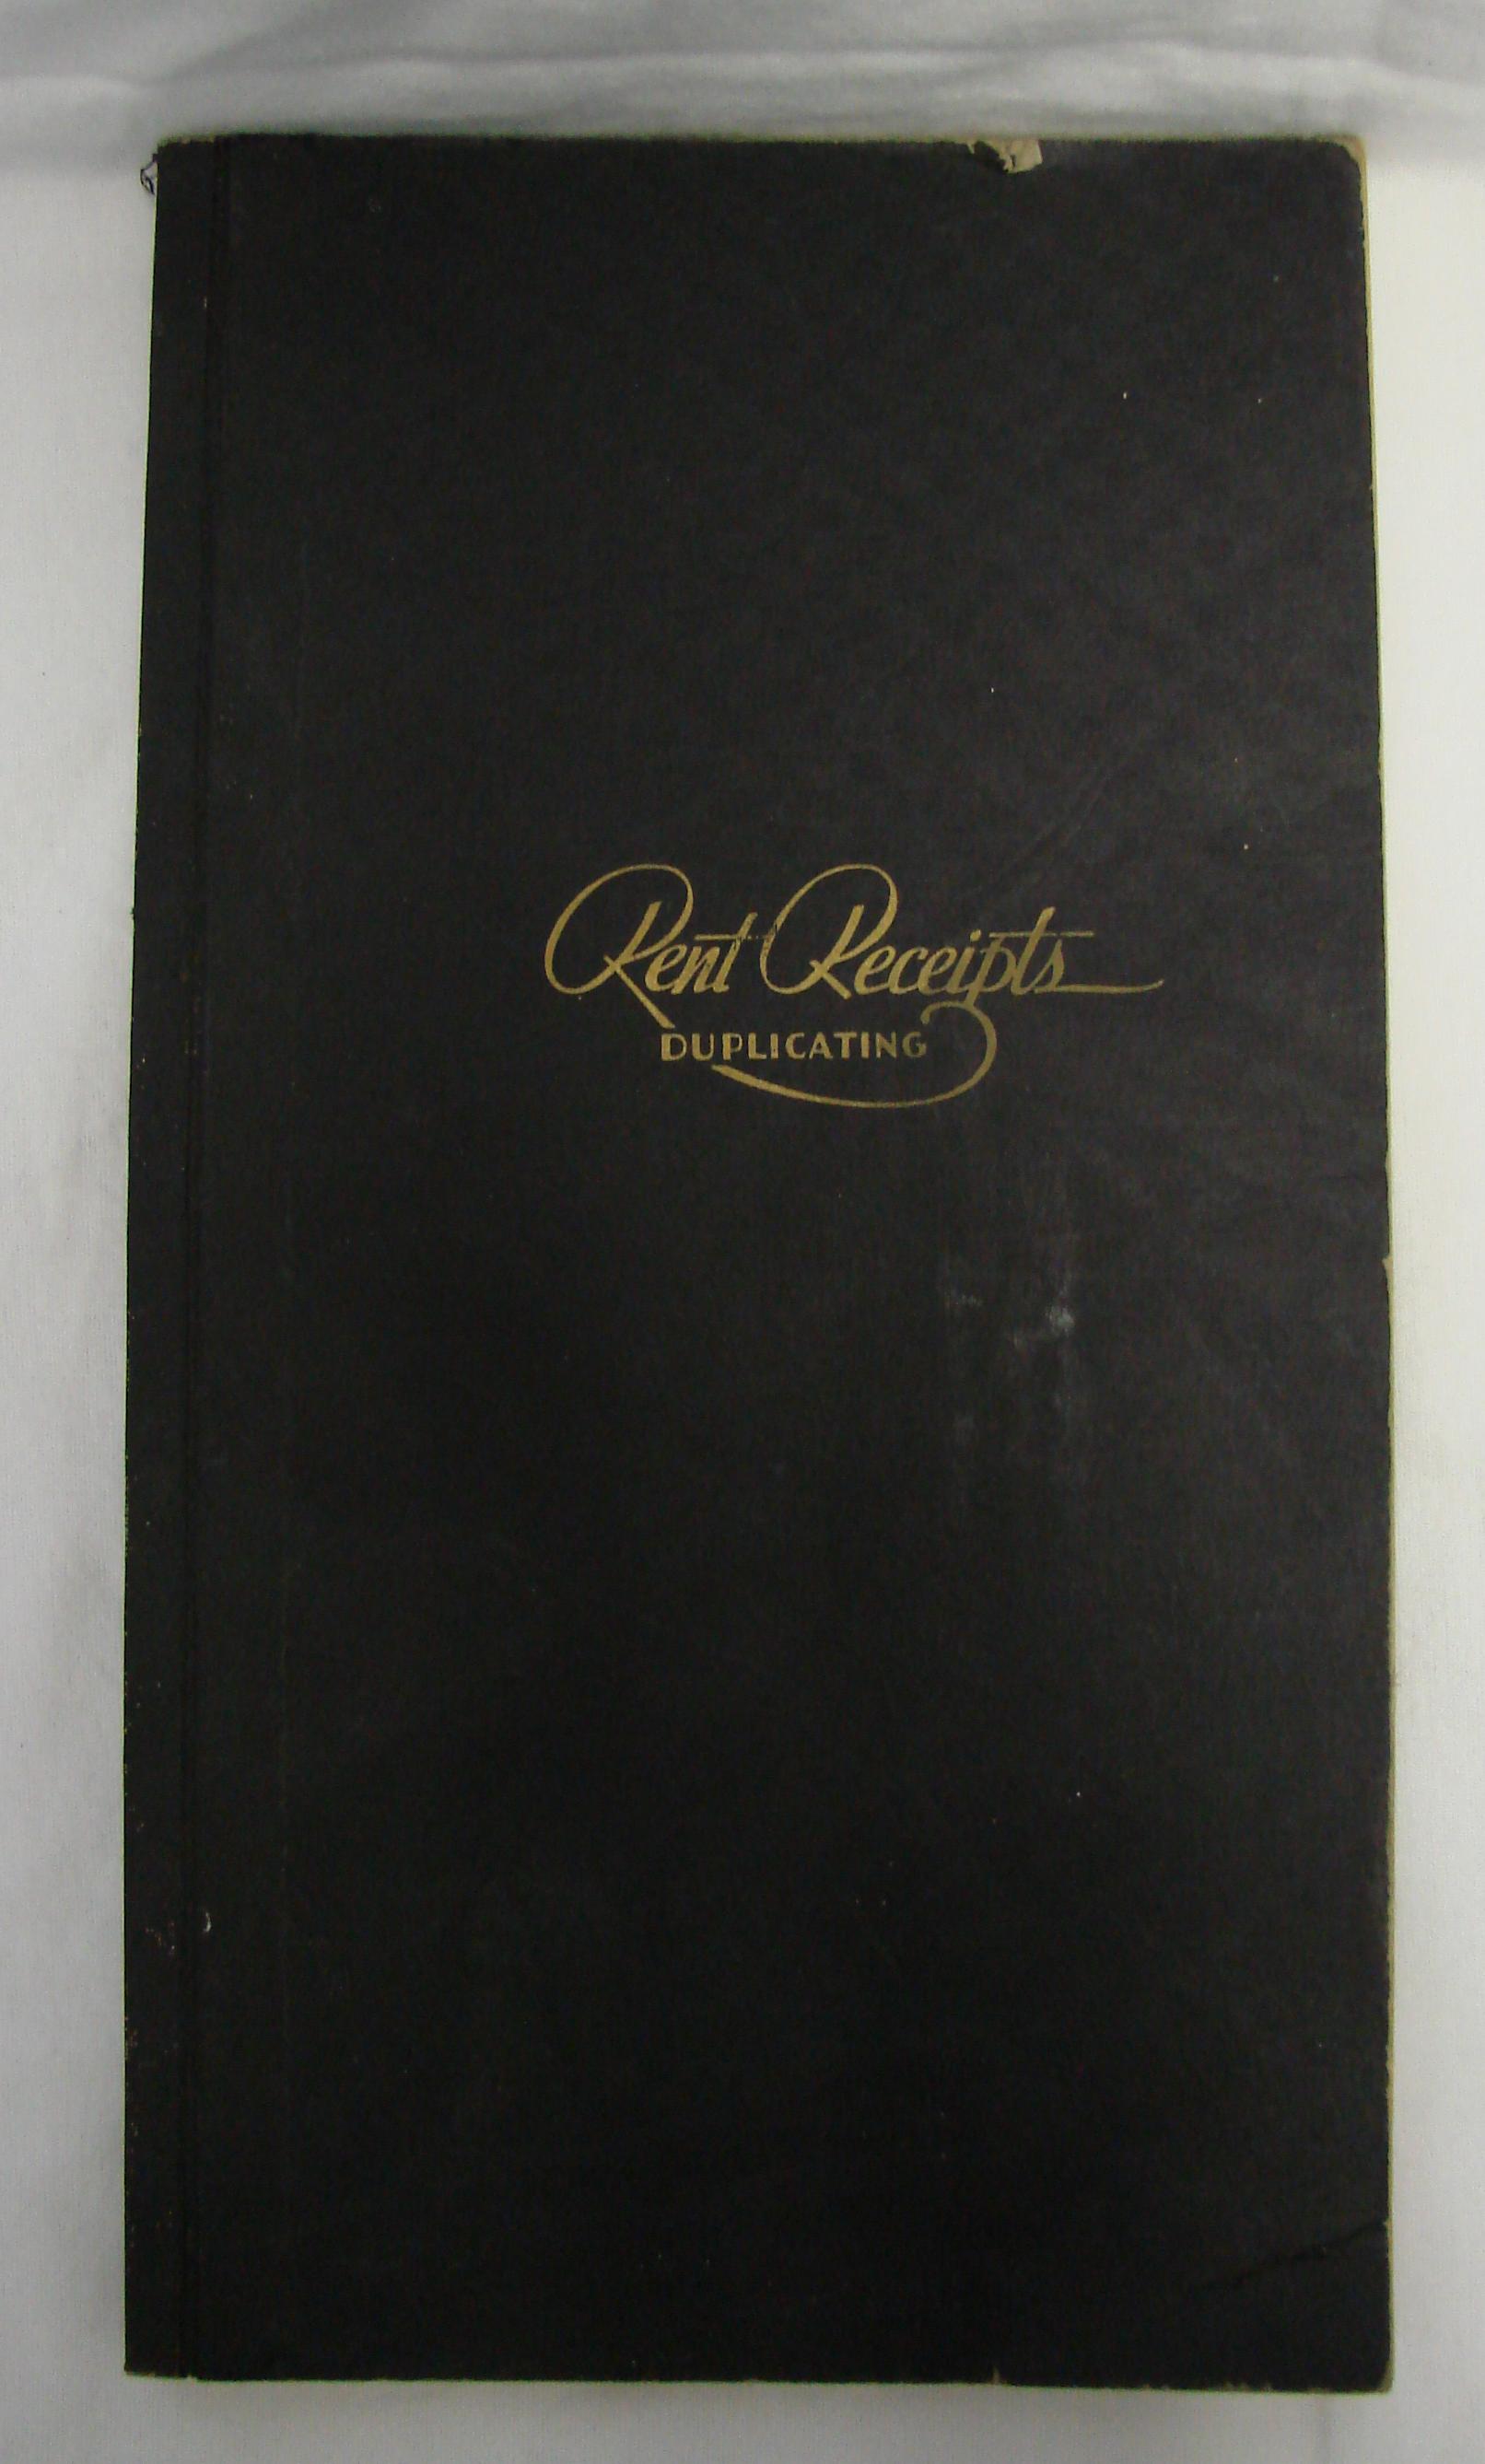 Rent Receipts
DUPLICATING